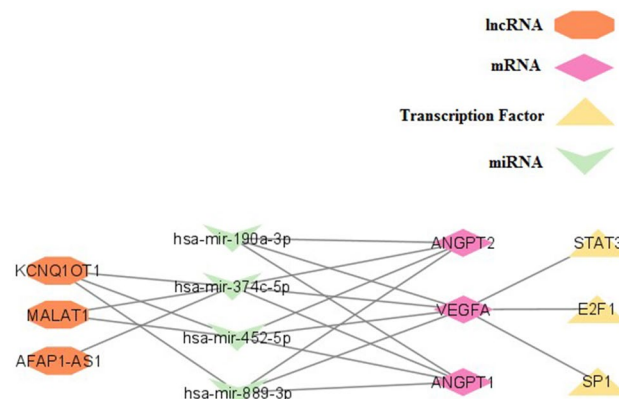 lncRNA
mRNA
Transcription Factor
miRNA
hsa-mir-190a-3p
ANGPT2
STAT3
KCNQ1OT1
hsa-mir-374c-5p
MALAT1
VEGFA
E2F1
hsa-mir-452-5p
AFAP1-AS1
hsa-mir-889-3p
ANGPT1
SP1